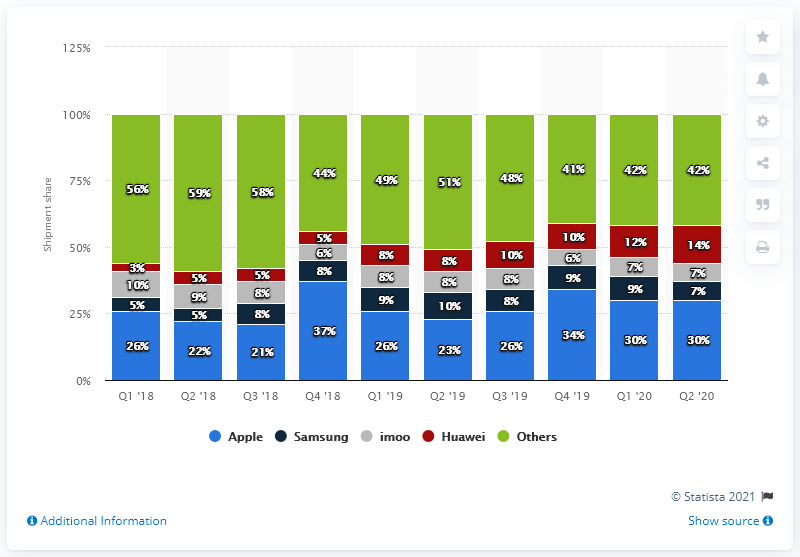 125%
100%
75%
50%
25%
0%
Shipment share
56% 59% 58% 44% 49% 51% 48% 41% 42% 42%
3% 5% 5% 5% 8% 8% 10% 10% 12% 14%
10% 9% 8% 6% 8% 8% 8% 6% 7% 7%
5% 5% 8% 8% 9% 10% 8% 9% 9% 7%
26% 22% 21% 37% 26% 23% 26% 34% 30% 30%
Q1 '18 Q2 '18 Q3 '18 Q4 '18 Q1 '19 Q2 '19 Q3 '19 Q4 '19 Q1 '20 Q2 '20
Apple Samsung imoo Huawei Others
© Statista 2021
Additional Information Show source